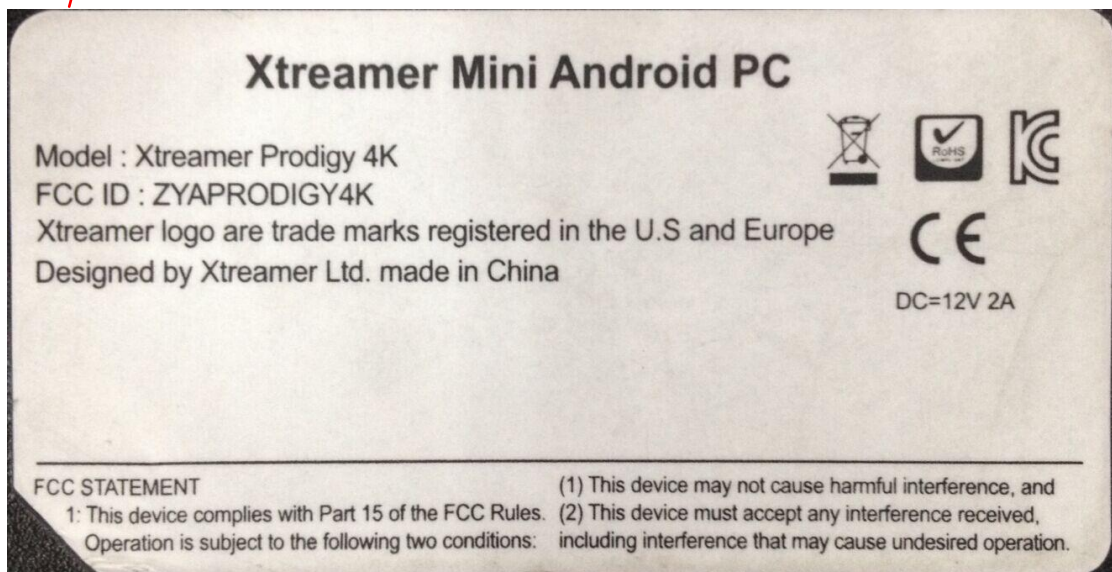 Xtreamer Mini Android PC
Model : Xtreamer Prodigy 4K
FCC ID : ZYAPRODIGY4K
Xtreamer logo are trade marks registered in the U.S and Europe
Designed by Xtreamer Ltd. made in China
RoHS
CE
DC=12V 2A
FCC STATEMENT
1: This device complies with Part 15 of the FCC Rules.
Operation is subject to the following two conditions:
(1) This device may not cause harmful interference, and
(2) This device must accept any interference received,
including interference that may cause undesired operation.